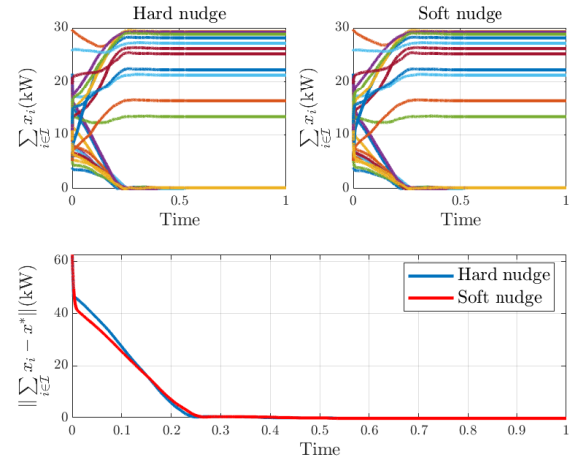 Hard nudge
Soft nudge
30
20
10
0
∑ x_i(kW)
i∈𝓘
0
0.5
1
Time
30
20
10
0
∑ x_i(kW)
i∈𝓘
0
0.5
1
Time
60
40
20
0
|| ∑ x_i − x*||(kW)
i∈𝓘
Hard nudge
Soft nudge
0 0.1 0.2 0.3 0.4 0.5 0.6 0.7 0.8 0.9 1
Time